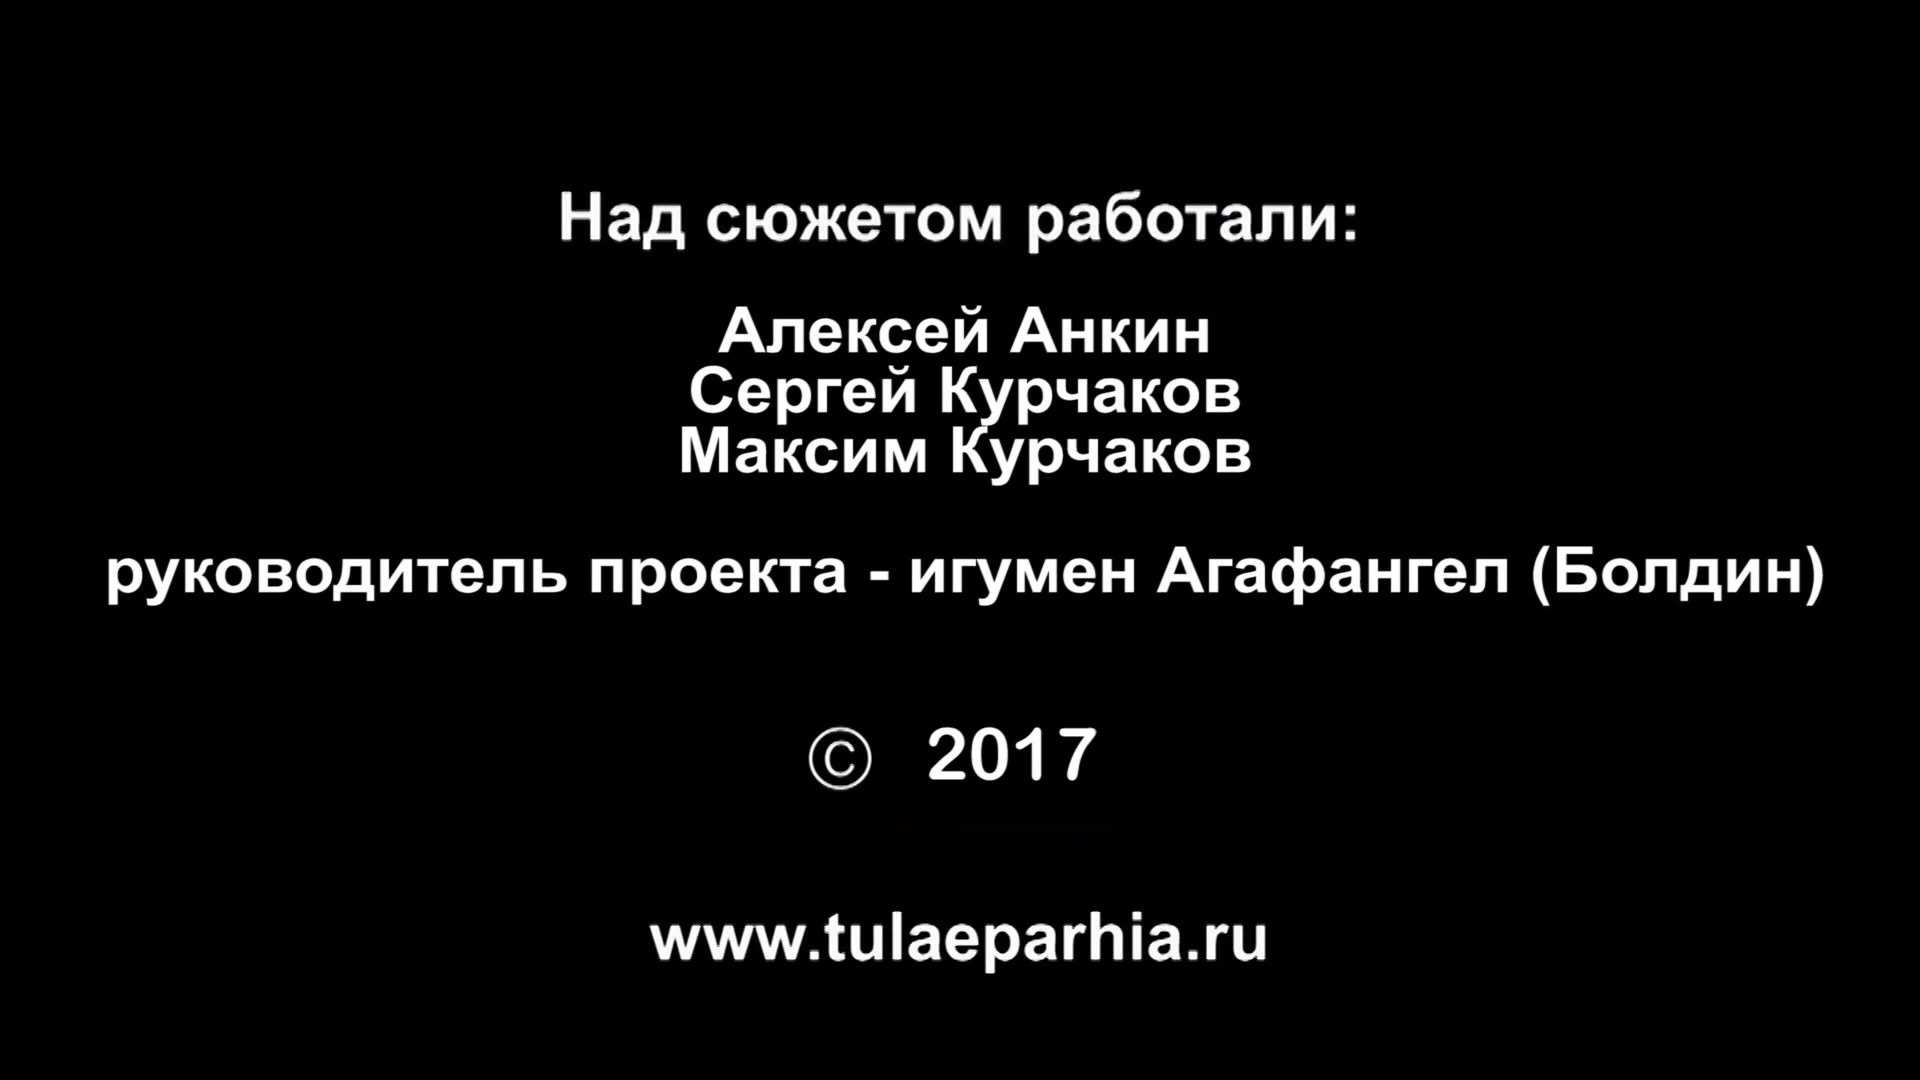 Над сюжетом работали:
Алексей Анкин
Сергей Курчаков
Максим Курчаков
руководитель проекта - игумен Агафангел (Болдин)
© 2017
www.tulaeparhia.ru